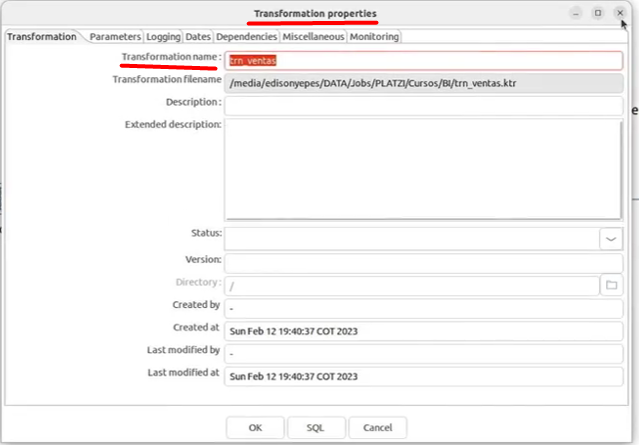 Transformation properties
Transformation Parameters Logging Dates Dependencies Miscellaneous Monitoring
Transformation name: trn_ventas
Transformation filename /media/edisonyepes/DATA/Jobs/PLATZI/Cursos/BI/trn_ventas.ktr
Description:
Extended description:
Status:
Version:
Directory: /
Created by -
Created at Sun Feb 12 19:40:37 COT 2023
Last modified by -
Last modified at Sun Feb 12 19:40:37 COT 2023
OK SQL Cancel